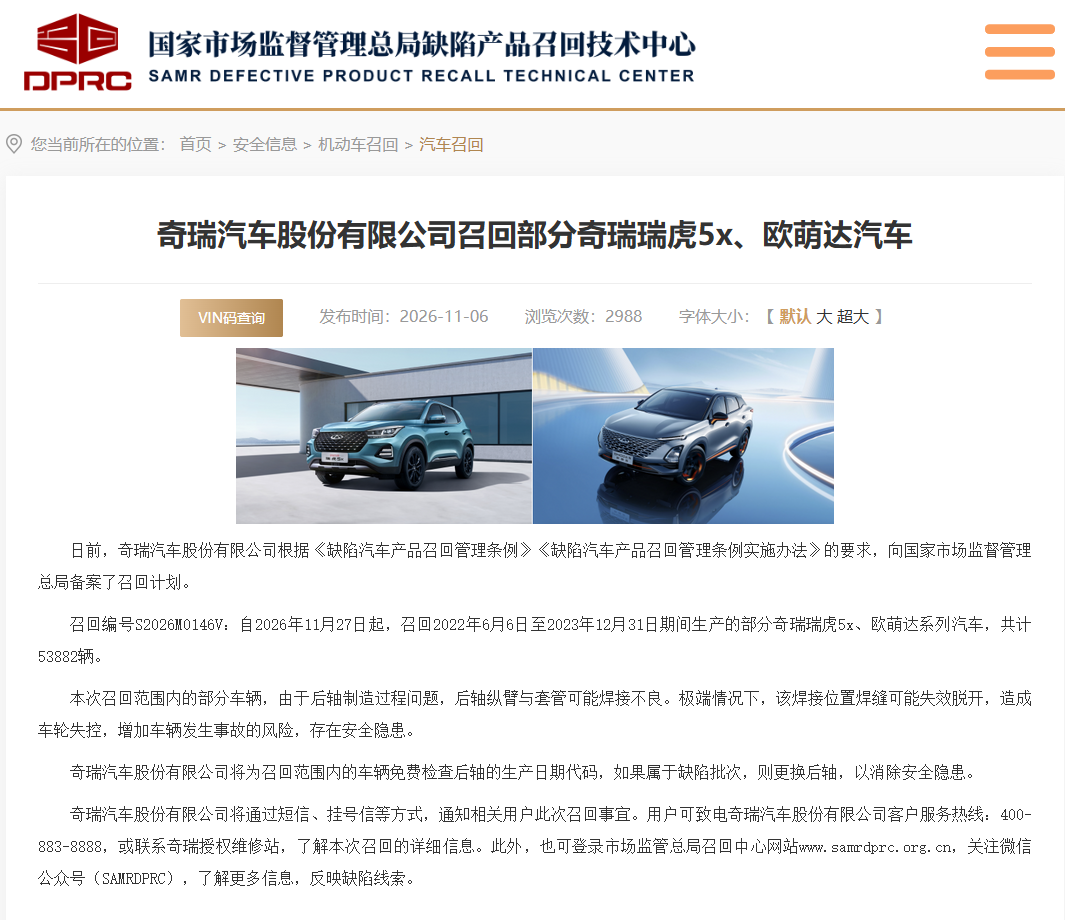 国家市场监督管理总局缺陷产品召回技术中心
DPRC
SAMR DEFECTIVE PRODUCT RECALL TECHNICAL CENTER
您当前所在的位置： 首页 > 安全信息 > 机动车召回 > 汽车召回
奇瑞汽车股份有限公司召回部分奇瑞瑞虎5x、欧萌达汽车
VIN码查询 发布时间：2026-11-06 浏览次数：2988 字体大小：【 默认 大 超大 】
日前，奇瑞汽车股份有限公司根据《缺陷汽车产品召回管理条例》《缺陷汽车产品召回管理条例实施办法》的要求，向国家市场监督管理
总局备案了召回计划。
召回编号S2026M0146V：自2026年11月27日起，召回2022年6月6日至2023年12月31日期间生产的部分奇瑞瑞虎5x、欧萌达系列汽车，共计
53882辆。
本次召回范围内的部分车辆，由于后轴制造过程问题，后轴纵臂与套管可能焊接不良。极端情况下，该焊接位置焊缝可能失效脱开，造成
车轮失控，增加车辆发生事故的风险，存在安全隐患。
奇瑞汽车股份有限公司将为召回范围内的车辆免费检查后轴的生产日期代码，如果属于缺陷批次，则更换后轴，以消除安全隐患。
奇瑞汽车股份有限公司将通过短信、挂号信等方式，通知相关用户此次召回事宜。用户可致电奇瑞汽车股份有限公司客户服务热线：400-
883-8888，或联系奇瑞授权维修站，了解本次召回的详细信息。此外，也可登录市场监管总局召回中心网站www.samrdprc.org.cn，关注微信
公众号（SAMRDPRC），了解更多信息，反映缺陷线索。